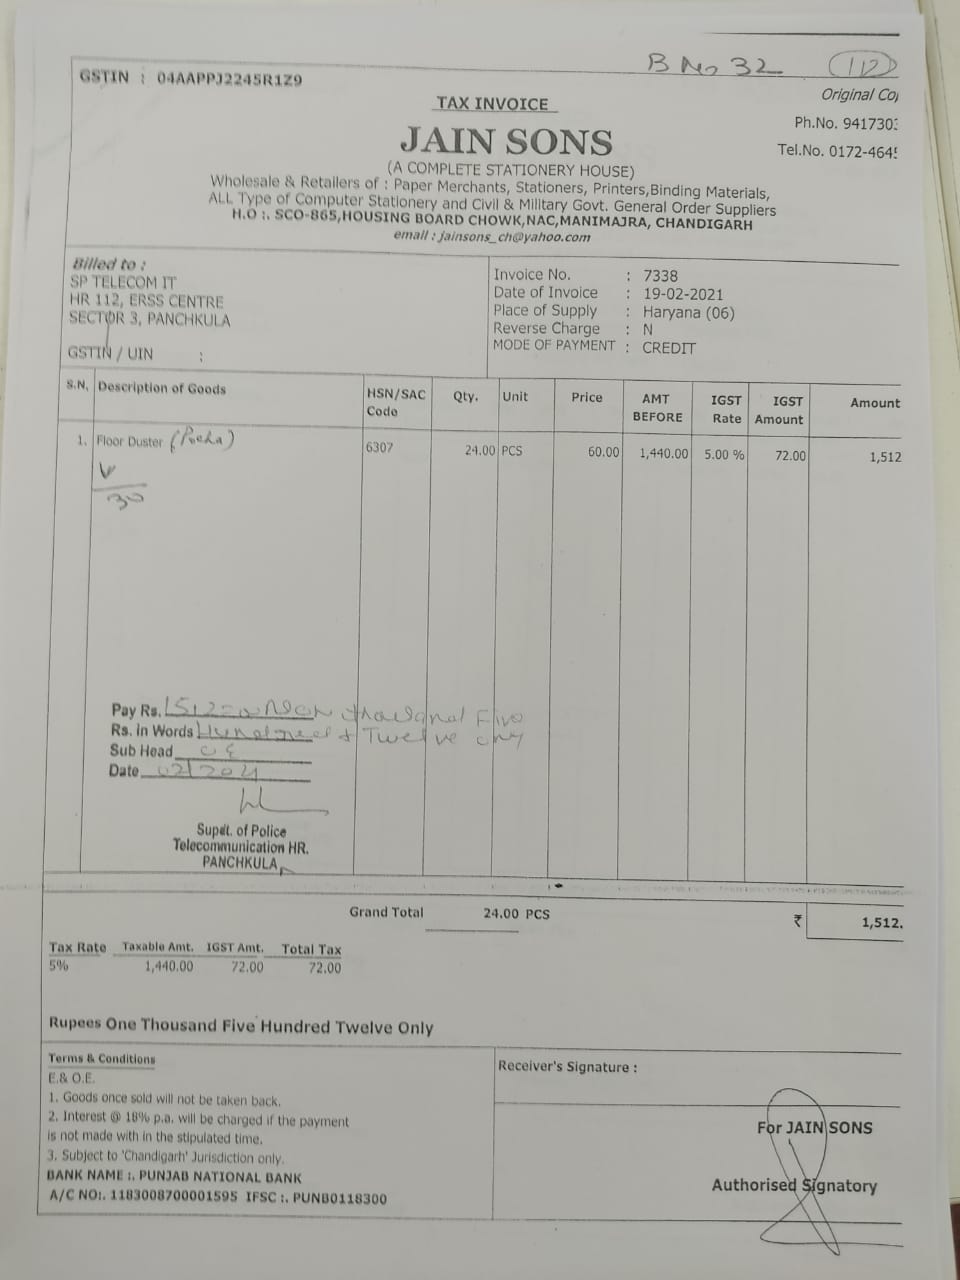 B No 32 (112)
GSTIN : 04AAPPJ2245R1Z9
Original Co
TAX INVOICE
Ph.No. 941730
JAIN SONS
Tel.No. 0172-464
(A COMPLETE STATIONERY HOUSE)
Wholesale & Retailers of : Paper Merchants, Stationers, Printers,Binding Materials,
ALL Type of Computer Stationery and Civil & Military Govt. General Order Suppliers
H.O :. SCO-865,HOUSING BOARD CHOWK,NAC,MANIMAJRA, CHANDIGARH
email : jainsons_ch@yahoo.com
Billed to :
SP TELECOM IT
HR 112, ERSS CENTRE
SECTOR 3, PANCHKULA
GSTIN / UIN :
Invoice No. : 7338
Date of Invoice : 19-02-2021
Place of Supply : Haryana (06)
Reverse Charge : N
MODE OF PAYMENT : CREDIT
S.N. Description of Goods HSN/SAC Code Qty. Unit Price AMT BEFORE IGST Rate IGST Amount Amount
1. Floor Duster (Pocha) 6307 24.00 PCS 60.00 1,440.00 5.00 % 72.00 1,512
30
Pay Rs. 1512=00 thousand Five
Rs. in Words Hundred & Twelve only
Sub Head O E
Date 02/2021
Supdt. of Police
Telecommunication HR.
PANCHKULA
Grand Total 24.00 PCS ₹ 1,512.
Tax Rate Taxable Amt. IGST Amt. Total Tax
5% 1,440.00 72.00 72.00
Rupees One Thousand Five Hundred Twelve Only
Terms & Conditions
E.& O.E.
1. Goods once sold will not be taken back.
2. Interest @ 18% p.a. will be charged if the payment
is not made with in the stipulated time.
3. Subject to 'Chandigarh' Jurisdiction only.
BANK NAME :. PUNJAB NATIONAL BANK
A/C NO:. 1183008700001595 IFSC :. PUNB0118300
Receiver's Signature :
For JAIN SONS
Authorised Signatory